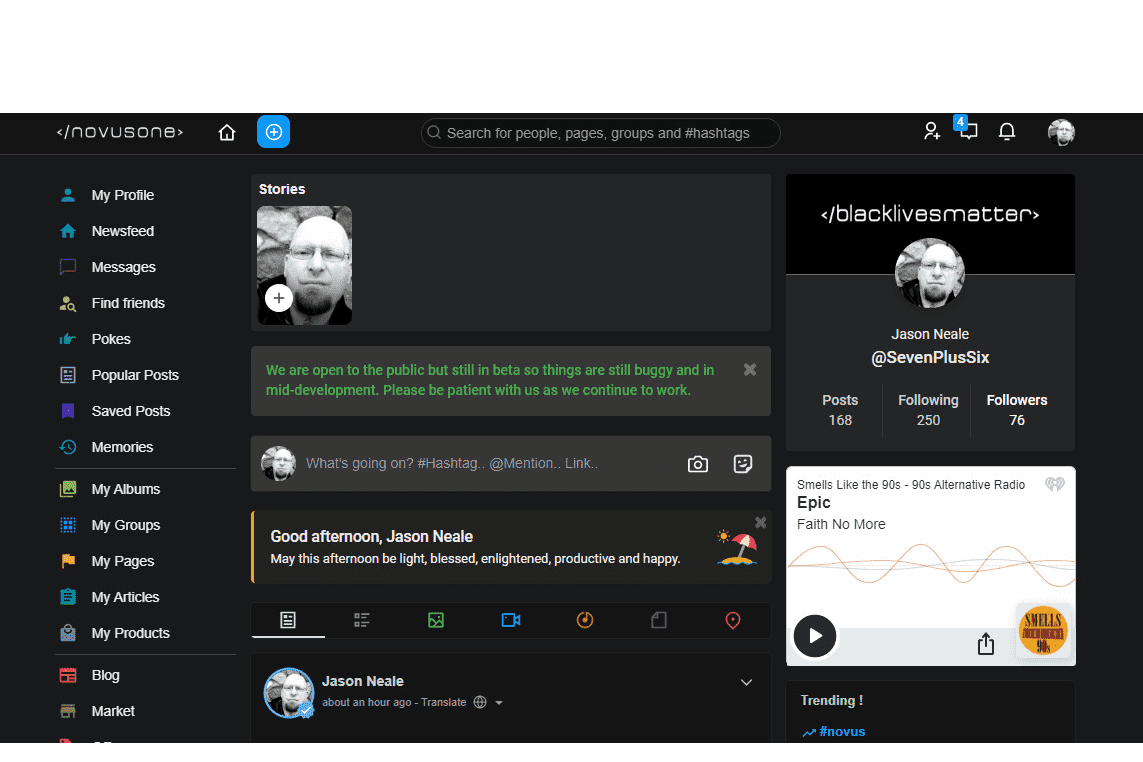 </novusone>
Search for people, pages, groups and #hashtags
4
My Profile
Newsfeed
Messages
Find friends
Pokes
Popular Posts
Saved Posts
Memories
My Albums
My Groups
My Pages
My Articles
My Products
Blog
Market
Stories
We are open to the public but still in beta so things are still buggy and in
mid-development. Please be patient with us as we continue to work.
What's going on? #Hashtag.. @Mention.. Link..
Good afternoon, Jason Neale
May this afternoon be light, blessed, enlightened, productive and happy.
Jason Neale
about an hour ago - Translate
</blacklivesmatter>
Jason Neale
@SevenPlusSix
Posts
168
Following
250
Followers
76
Smells Like the 90s - 90s Alternative Radio
Epic
Faith No More
SMELLS
90s
Trending !
#novus